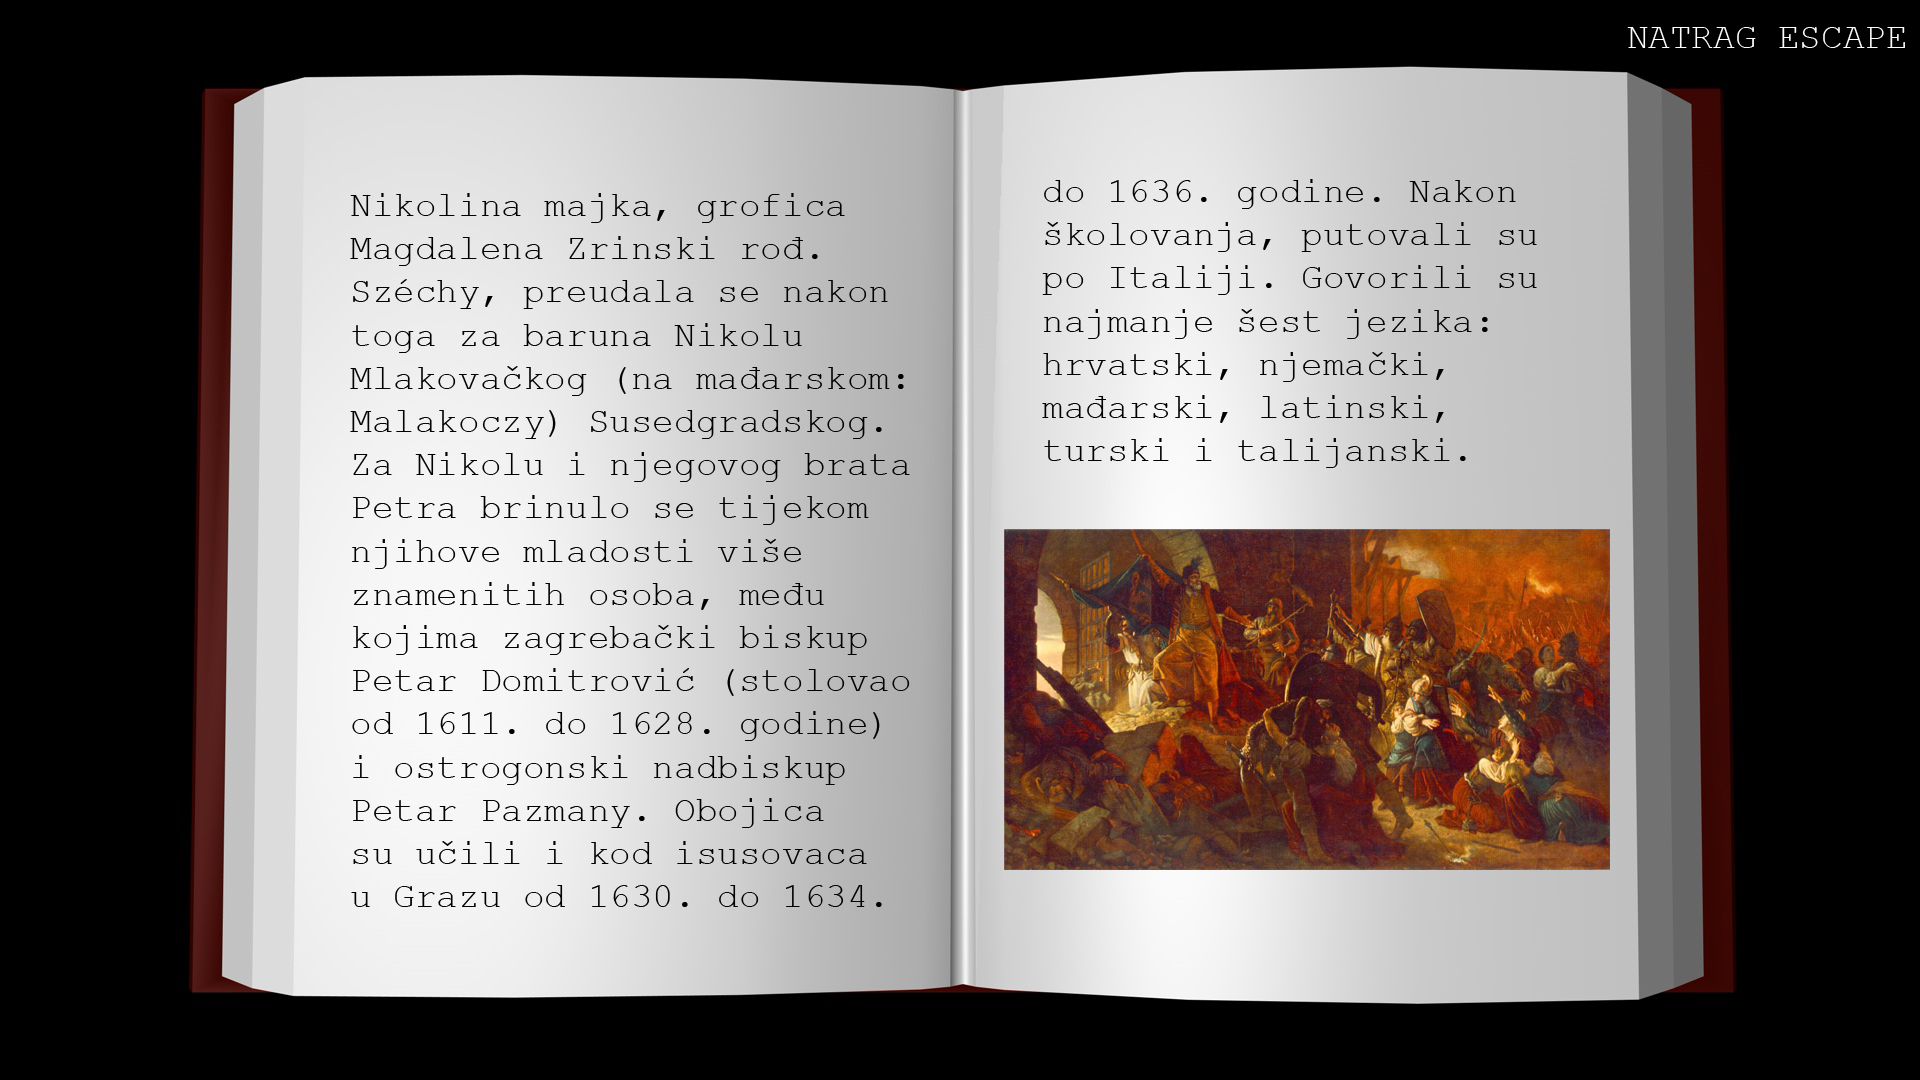 NATRAG ESCAPE
Nikolina majka, grofica
Magdalena Zrinski rođ.
Széchy, preudala se nakon
toga za baruna Nikolu
Mlakovačkog (na mađarskom:
Malakoczy) Susedgradskog.
Za Nikolu i njegovog brata
Petra brinulo se tijekom
njihove mladosti više
znamenitih osoba, među
kojima zagrebački biskup
Petar Domitrović (stolovao
od 1611. do 1628. godine)
i ostrogonski nadbiskup
Petar Pazmany. Obojica
su učili i kod isusovaca
u Grazu od 1630. do 1634.
do 1636. godine. Nakon
školovanja, putovali su
po Italiji. Govorili su
najmanje šest jezika:
hrvatski, njemački,
mađarski, latinski,
turski i talijanski.